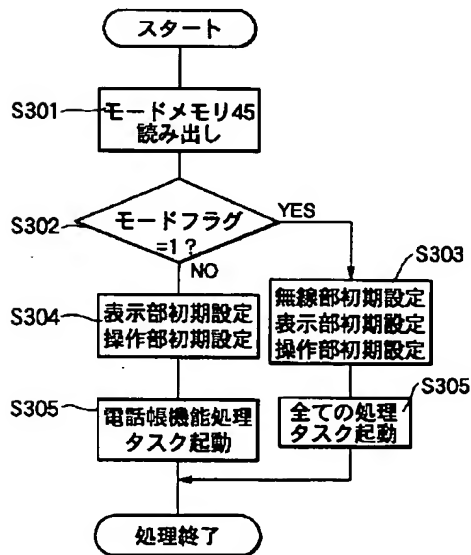 スタート
S301
モードメモリ45
読み出し
S302
モードフラグ
=1?
YES
NO
S303
無線部初期設定
表示部初期設定
操作部初期設定
S304
表示部初期設定
操作部初期設定
S305
電話帳機能処理
タスク起動
S305
全ての処理
タスク起動
処理終了